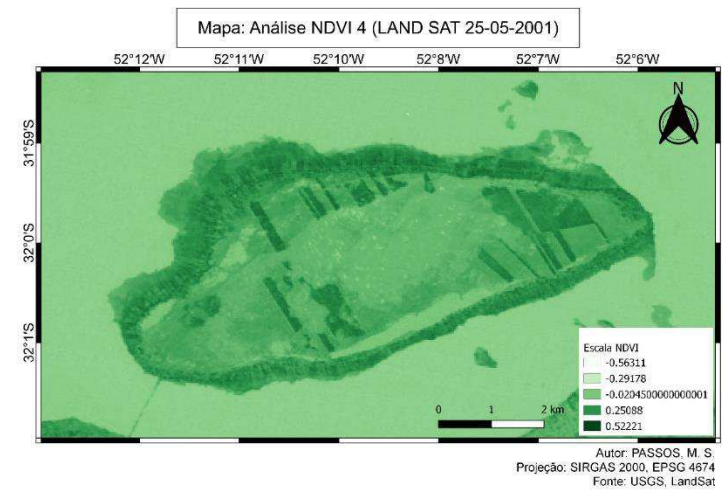 Mapa: Análise NDVI 4 (LAND SAT 25-05-2001)
52°12'W 52°11'W 52°10'W 52°8'W 52°7'W 52°6'W
N
31°59'S
32°0'S
32°1'S
Escala NDVI
-0.56311
-0.29178
-0.0204500000000001
0.25088
0.52221
0 1 2 km
Autor: PASSOS, M. S.
Projeção: SIRGAS 2000, EPSG 4674
Fonte: USGS, LandSat